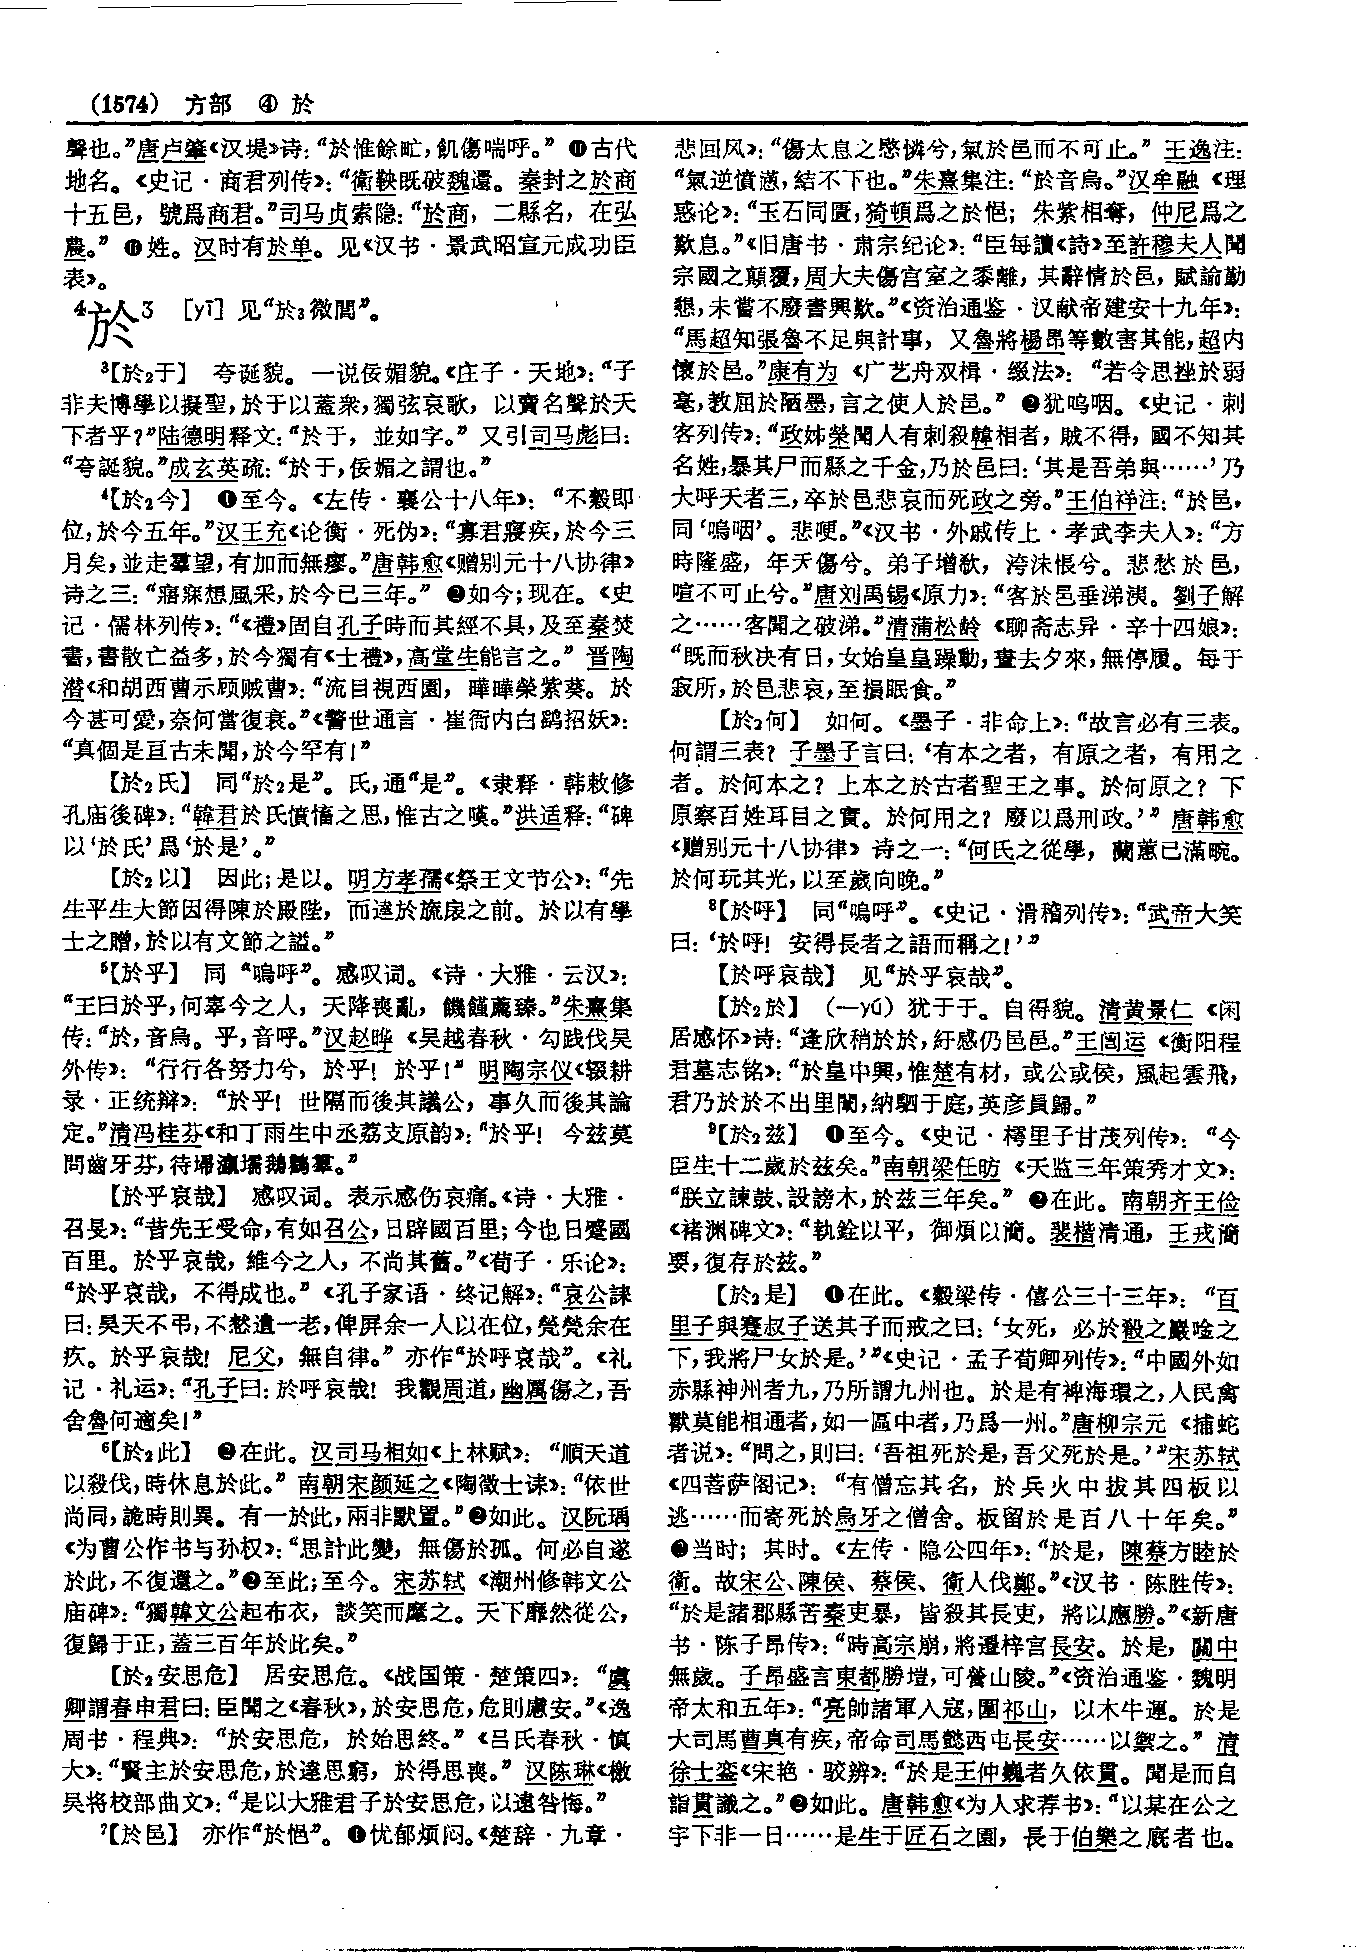 (1574) 方部 ④ 於
聲也。”唐卢肇《汉堤》诗：“於惟餘甿，飢傷喘呼。” ⓫古代
地名。《史记·商君列传》：“衛鞅既破魏還。秦封之於商
十五邑，號爲商君。”司马贞索隐：“於商，二縣名，在弘
農。” ⓬姓。汉时有於单。见《汉书·景武昭宣元成功臣
表》。
4於3 [yī] 见“於3微閭”。
3【於2于】 夸诞貌。一说佞媚貌。《庄子·天地》：“子
非夫博學以擬聖，於于以蓋衆，獨弦哀歌，以賣名聲於天
下者乎？”陆德明释文：“於于，並如字。” 又引司马彪曰：
“夸誕貌。”成玄英疏：“於于，佞媚之謂也。”
4【於2今】 ❶至今。《左传·襄公十八年》：“不穀即
位，於今五年。”汉王充《论衡·死伪》：“寡君寢疾，於今三
月矣，並走羣望，有加而無瘳。”唐韩愈《赠别元十八协律》
诗之三：“寤寐想風采，於今已三年。” ❷如今；现在。《史
记·儒林列传》：“《禮》固自孔子時而其經不具，及至秦焚
書，書散亡益多，於今獨有《士禮》，高堂生能言之。” 晋陶
潜《和胡西曹示顾贼曹》：“流目視西園，曄曄榮紫葵。於
今甚可愛，奈何當復衰。”《警世通言·崔衙内白鹞招妖》：
“真個是亘古未聞，於今罕有！”
【於2氏】 同“於2是”。氏，通“是”。《隶释·韩敕修
孔庙後碑》：“韓君於氏憤愊之思，惟古之嘆。”洪适释：“碑
以‘於氏’爲‘於是’。”
【於2以】 因此；是以。明方孝孺《祭王文节公》：“先
生平生大節因得陳於殿陛，而達於旒扆之前。於以有學
士之贈，於以有文節之謚。”
5【於乎】 同“嗚呼”。感叹词。《诗·大雅·云汉》：
“王曰於乎，何辜今之人，天降喪亂，饑饉薦臻。”朱熹集
传：“於，音烏。乎，音呼。”汉赵晔《吴越春秋·勾践伐吴
外传》：“行行各努力兮，於乎！於乎！” 明陶宗仪《辍耕
录·正统辩》：“於乎！世隔而後其議公，事久而後其論
定。”清冯桂芬《和丁雨生中丞荔支原韵》：“於乎！今兹莫
問齒牙芬，待埽瀛壖鵝鸛軍。”
【於乎哀哉】 感叹词。表示感伤哀痛。《诗·大雅·
召旻》：“昔先王受命，有如召公，日辟國百里；今也日蹙國
百里。於乎哀哉，維今之人，不尚其舊。”《荀子·乐论》：
“於乎哀哉，不得成也。”《孔子家语·终记解》：“哀公誄
曰：昊天不弔，不憖遺一老，俾屏余一人以在位，煢煢余在
疚。於乎哀哉！尼父，無自律。” 亦作“於呼哀哉”。《礼
记·礼运》：“孔子曰：於呼哀哉！我觀周道，幽厲傷之，吾
舍魯何適矣！”
6【於2此】 ❷在此。汉司马相如《上林赋》：“順天道
以殺伐，時休息於此。” 南朝宋颜延之《陶徵士诔》：“依世
尚同，詭時則異。有一於此，兩非默置。”❷如此。汉阮瑀
《为曹公作书与孙权》：“思計此變，無傷於孤。何必自遂
於此，不復還之。”❷至此；至今。宋苏轼《潮州修韩文公
庙碑》：“獨韓文公起布衣，談笑而麾之。天下靡然從公，
復歸于正，蓋三百年於此矣。”
【於2安思危】 居安思危。《战国策·楚策四》：“虞
卿謂春申君曰：臣聞之《春秋》，於安思危，危則慮安。”《逸
周书·程典》：“於安思危，於始思終。”《吕氏春秋·慎
大》：“賢主於安思危，於達思窮，於得思喪。” 汉陈琳《檄
吴将校部曲文》：“是以大雅君子於安思危，以遠咎悔。”
7【於邑】 亦作“於悒”。❶忧郁烦闷。《楚辞·九章·
悲回风》：“傷太息之愍憐兮，氣於邑而不可止。” 王逸注：
“氣逆憤懣，結不下也。”朱熹集注：“於音烏。”汉牟融《理
惑论》：“玉石同匱，猗頓爲之於悒；朱紫相奪，仲尼爲之
歎息。”《旧唐书·肃宗纪论》：“臣每讀《詩》至許穆夫人聞
宗國之顛覆，周大夫傷宫室之黍離，其辭情於邑，賦諭勤
懇，未嘗不廢書興歎。”《资治通鉴·汉献帝建安十九年》：
“馬超知張魯不足與計事，又魯將楊昂等數害其能，超内
懷於邑。”康有为《广艺舟双楫·缀法》：“若令思挫於弱
毫，教屈於陋墨，言之使人於邑。” ❷犹呜咽。《史记·刺
客列传》：“政姊榮聞人有刺殺韓相者，賊不得，國不知其
名姓，暴其尸而縣之千金，乃於邑曰：‘其是吾弟與……’乃
大呼天者三，卒於邑悲哀而死政之旁。”王伯祥注：“於邑，
同‘嗚咽’。悲哽。”《汉书·外戚传上·孝武李夫人》：“方
時隆盛，年夭傷兮。弟子增欷，洿沫悵兮。悲愁於邑，
喧不可止兮。”唐刘禹锡《原力》：“客於邑垂涕洟。劉子解
之……客聞之破涕。”清蒲松龄《聊斋志异·辛十四娘》：
“既而秋决有日，女始皇皇躁動，晝去夕來，無停履。每于
寂所，於邑悲哀，至損眠食。”
【於2何】 如何。《墨子·非命上》：“故言必有三表。
何謂三表？子墨子言曰：‘有本之者，有原之者，有用之
者。於何本之？上本之於古者聖王之事。於何原之？下
原察百姓耳目之實。於何用之？廢以爲刑政。’” 唐韩愈
《赠别元十八协律》诗之一：“何氏之從學，蘭蕙已滿畹。
於何玩其光，以至歲向晚。”
8【於呼】 同“嗚呼”。《史记·滑稽列传》：“武帝大笑
曰：‘於呼！安得長者之語而稱之！’”
【於呼哀哉】 见“於乎哀哉”。
【於2於】 (—yú) 犹于于。自得貌。清黄景仁《闲
居感怀》诗：“逢欣稍於於，紆感仍邑邑。”王闿运《衡阳程
君墓志铭》：“於皇中興，惟楚有材，或公或侯，風起雲飛，
君乃於於不出里閈，納駟于庭，英彦員歸。”
9【於2兹】 ❶至今。《史记·樗里子甘茂列传》：“今
臣生十二歲於兹矣。”南朝梁任昉《天监三年策秀才文》：
“朕立諫鼓、設謗木，於兹三年矣。” ❷在此。南朝齐王俭
《褚渊碑文》：“執銓以平，御煩以簡。裴楷清通，王戎簡
要，復存於兹。”
【於2是】 ❶在此。《穀梁传·僖公三十三年》：“百
里子與蹇叔子送其子而戒之曰：‘女死，必於殽之巖唫之
下，我將尸女於是。’”《史记·孟子荀卿列传》：“中國外如
赤縣神州者九，乃所謂九州也。於是有裨海環之，人民禽
獸莫能相通者，如一區中者，乃爲一州。”唐柳宗元《捕蛇
者说》：“問之，則曰：‘吾祖死於是，吾父死於是。’”宋苏轼
《四菩萨阁记》：“有僧忘其名，於兵火中拔其四板以
逃……而寄死於烏牙之僧舍。板留於是百八十年矣。”
❷当时；其时。《左传·隐公四年》：“於是，陳蔡方睦於
衛。故宋公、陳侯、蔡侯、衛人伐鄭。”《汉书·陈胜传》：
“於是諸郡縣苦秦吏暴，皆殺其長吏，將以應勝。”《新唐
书·陈子昂传》：“時高宗崩，將遷梓宫長安。於是，關中
無歲。子昂盛言東都勝塏，可營山陵。”《资治通鉴·魏明
帝太和五年》：“亮帥諸軍入寇，圍祁山，以木牛運。於是
大司馬曹真有疾，帝命司馬懿西屯長安……以禦之。” 清
徐士銮《宋艳·驳辨》：“於是王仲巍者久依貫。聞是而自
詣貫識之。”❷如此。唐韩愈《为人求荐书》：“以某在公之
宇下非一日……是生于匠石之園，長于伯樂之廐者也。